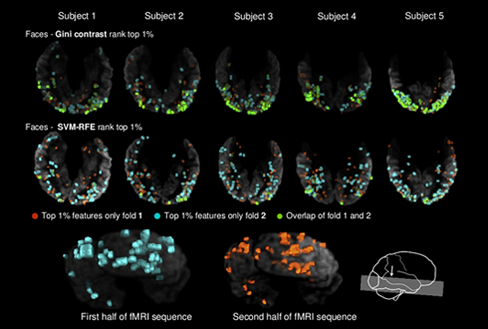 Subject 1 Subject 2 Subject 3 Subject 4 Subject 5
Faces - Gini contrast rank top 1%
Faces - SVM-RFE rank top 1%
Top 1% features only fold 1 Top 1% features only fold 2 Overlap of fold 1 and 2
First half of fMRI sequence Second half of fMRI sequence